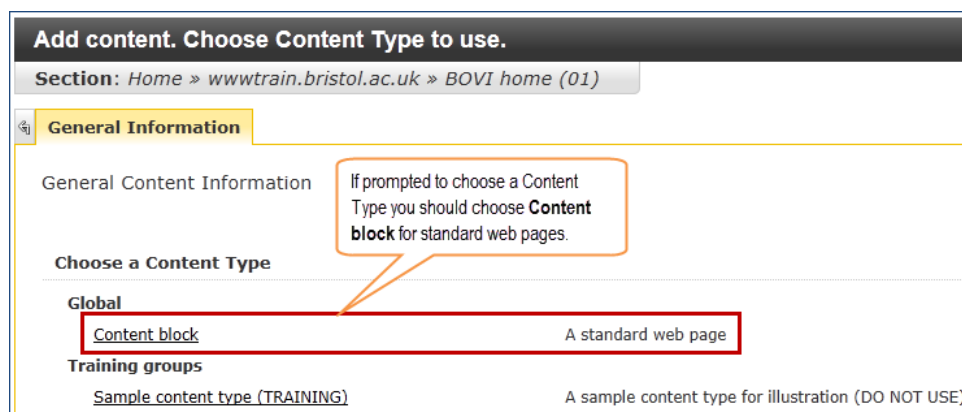 Add content. Choose Content Type to use.
Section: Home » wwwtrain.bristol.ac.uk » BOVI home (01)
General Information
General Content Information
If prompted to choose a Content
Type you should choose Content
block for standard web pages.
Choose a Content Type
Global
Content block A standard web page
Training groups
Sample content type (TRAINING) A sample content type for illustration (DO NOT USE)